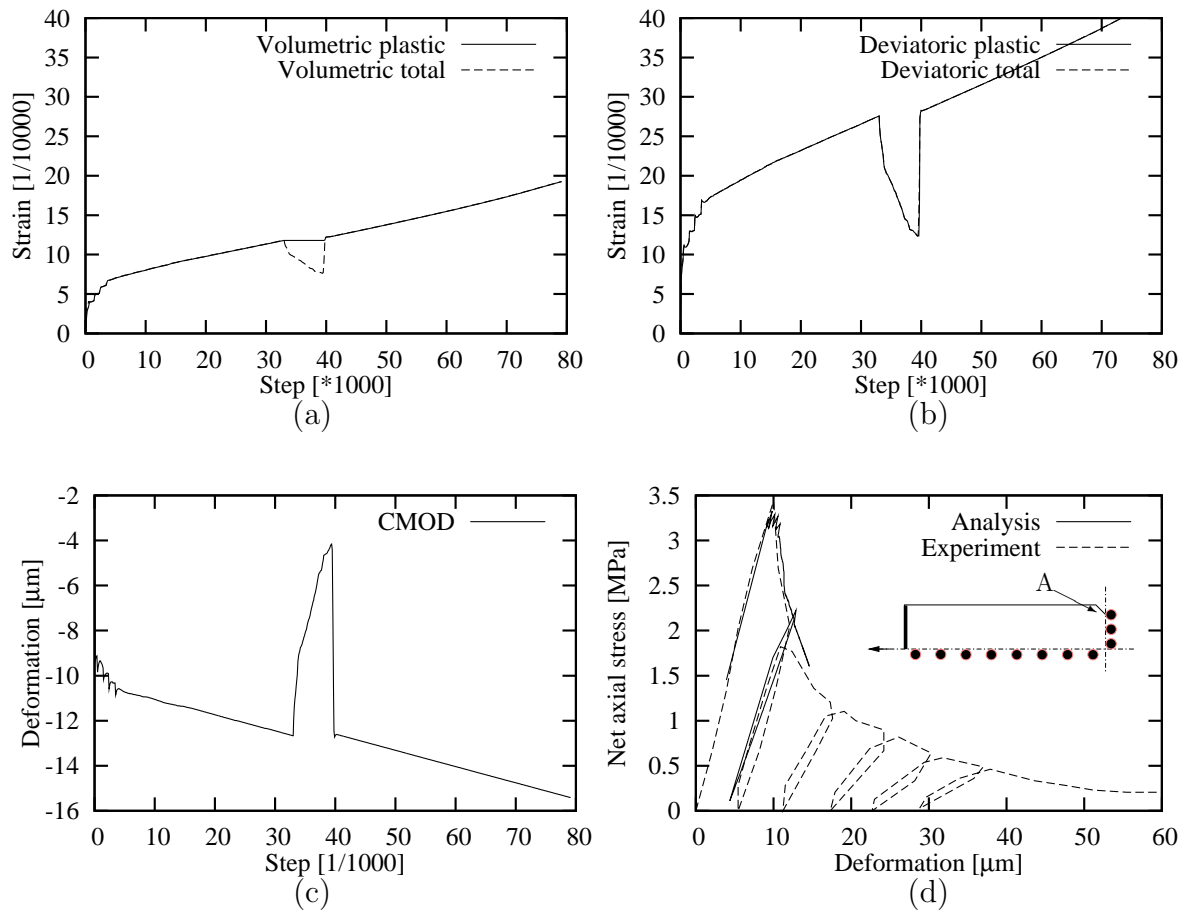 40
35
30
25
20
15
10
5
0
Strain [1/10000]
Volumetric plastic
Volumetric total
0 10 20 30 40 50 60 70 80
Step [*1000]
(a)
40
35
30
25
20
15
10
5
0
Strain [1/10000]
Deviatoric plastic
Deviatoric total
0 10 20 30 40 50 60 70 80
Step [*1000]
(b)
-2
-4
-6
-8
-10
-12
-14
-16
Deformation [μm]
CMOD
0 10 20 30 40 50 60 70 80
Step [1/1000]
(c)
3.5
3
2.5
2
1.5
1
0.5
0
Net axial stress [MPa]
Analysis
Experiment
A
0 10 20 30 40 50 60
Deformation [μm]
(d)